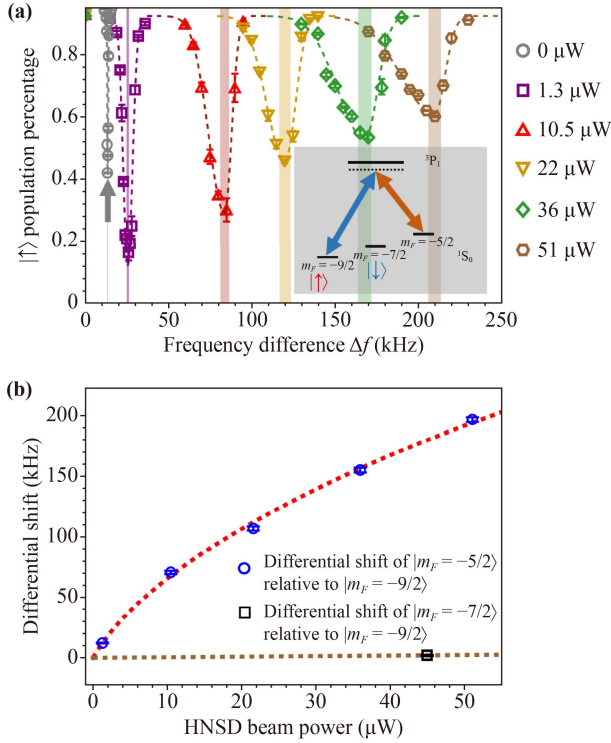 (a)
|↑⟩ population percentage
0.8
0.6
0.4
0.2
0
0
50
100
150
200
250
Frequency difference Δf (kHz)
0 μW
1.3 μW
10.5 μW
22 μW
36 μW
51 μW
³P₁
¹S₀
m_F = −9/2
m_F = −7/2
m_F = −5/2
|↑⟩
|↓⟩
(b)
Differential shift (kHz)
200
150
100
50
0
0
10
20
30
40
50
HNSD beam power (μW)
Differential shift of |m_F = −5/2⟩
relative to |m_F = −9/2⟩
Differential shift of |m_F = −7/2⟩
relative to |m_F = −9/2⟩